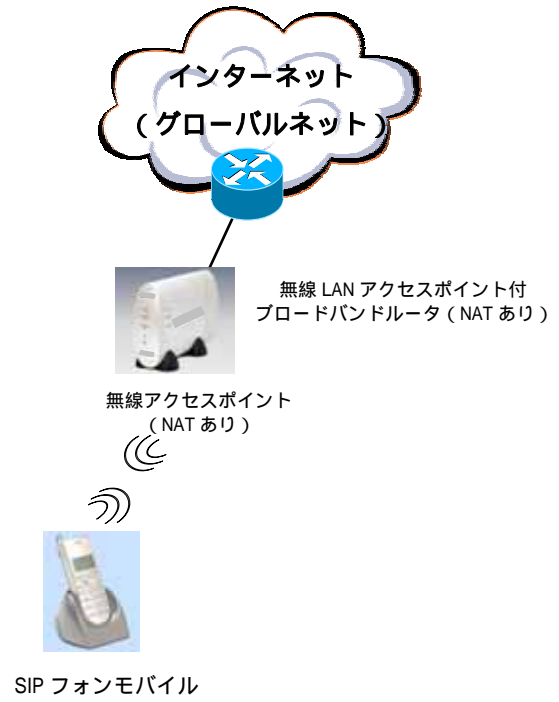 インターネット
(グローバルネット)
無線 LAN アクセスポイント付
ブロードバンドルータ(NAT あり)
無線アクセスポイント
(NAT あり)
SIP フォンモバイル